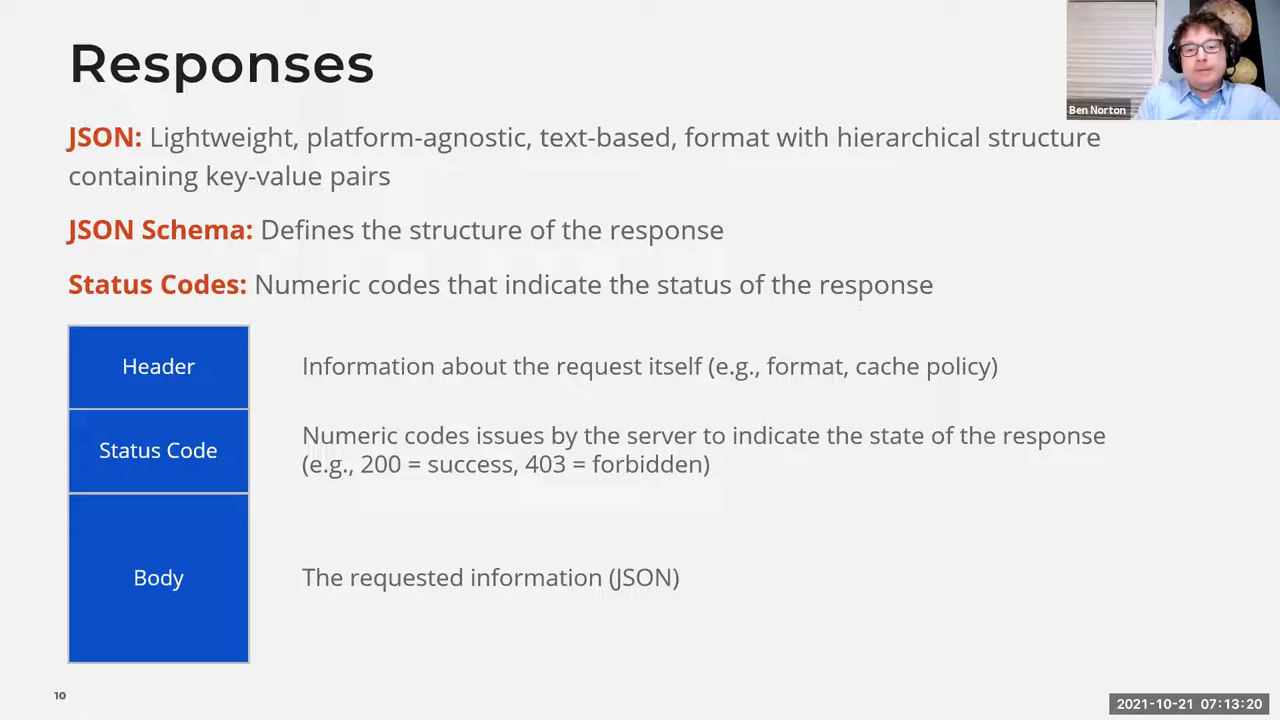 Responses
Ben Norton
JSON: Lightweight, platform-agnostic, text-based, format with hierarchical structure
containing key-value pairs
JSON Schema: Defines the structure of the response
Status Codes: Numeric codes that indicate the status of the response
Header
Information about the request itself (e.g., format, cache policy)
Status Code
Numeric codes issues by the server to indicate the state of the response
(e.g., 200 = success, 403 = forbidden)
Body
The requested information (JSON)
10
2021-10-21 07:13:20